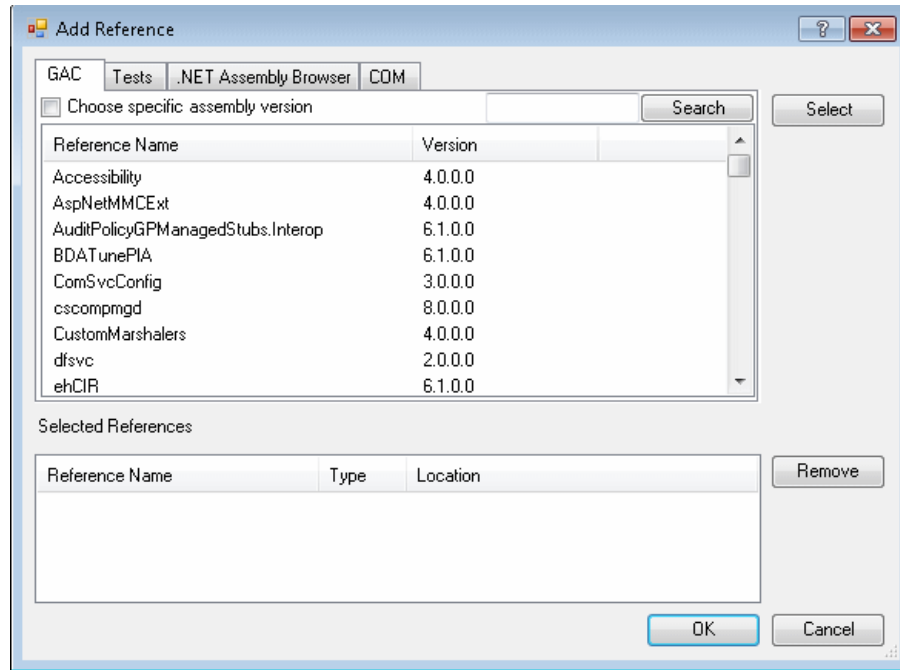 Add Reference
GAC Tests .NET Assembly Browser COM
Choose specific assembly version Search Select
Reference Name Version
Accessibility 4.0.0.0
AspNetMMCExt 4.0.0.0
AuditPolicyGPManagedStubs.Interop 6.1.0.0
BDATunePIA 6.1.0.0
ComSvcConfig 3.0.0.0
cscompmgd 8.0.0.0
CustomMarshalers 4.0.0.0
dfsvc 2.0.0.0
ehCIR 6.1.0.0
Selected References
Reference Name Type Location Remove
OK Cancel